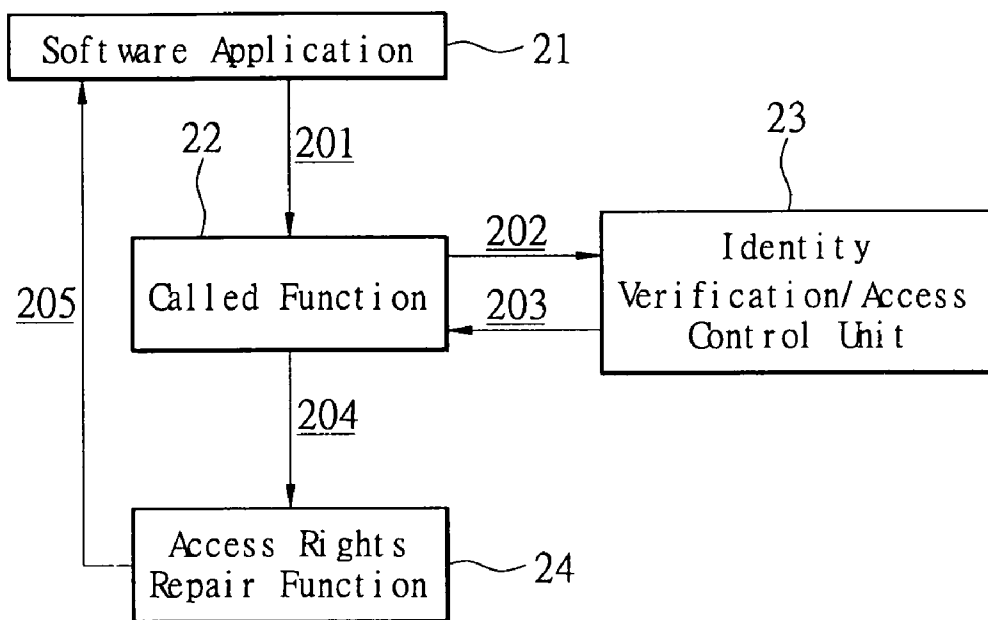 Software Application
21
201
22
23
Called Function
202
203
Identity
Verification/Access
Control Unit
205
204
Access Rights
Repair Function
24